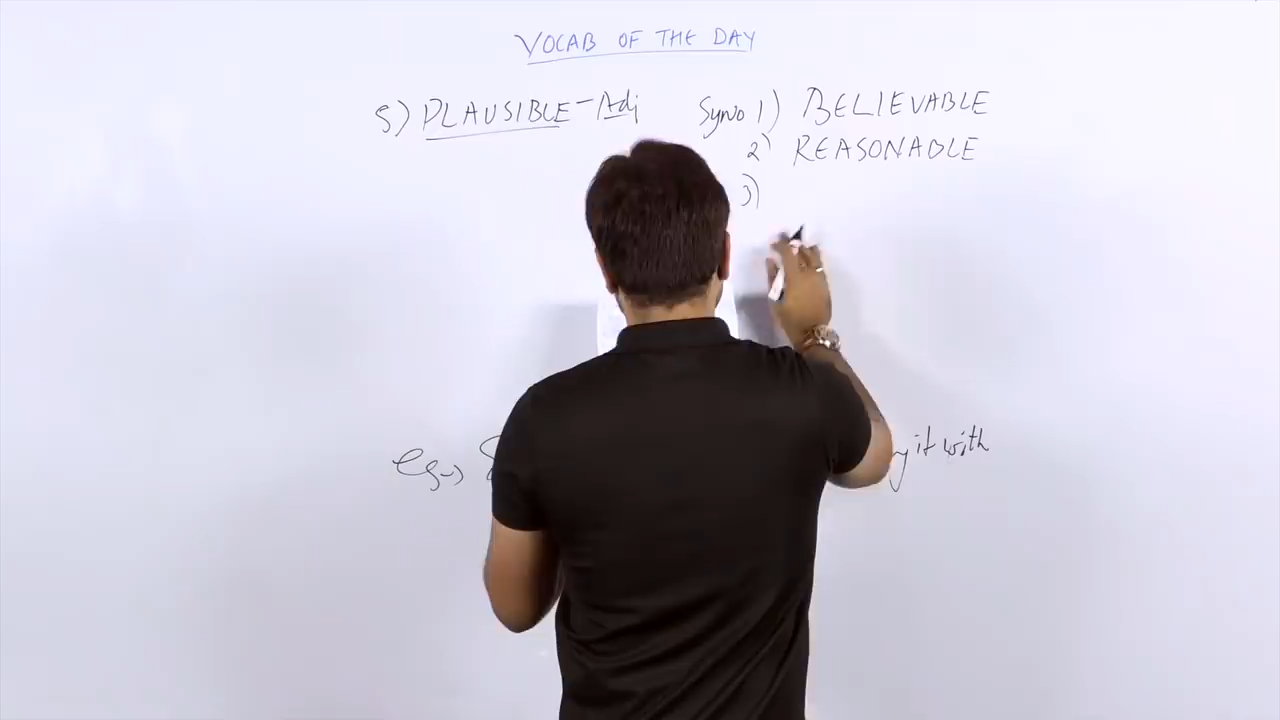 VOCAB OF THE DAY
5) PLAUSIBLE - Adj Syno 1) BELIEVABLE
2) REASONABLE
3)
eg-> it with